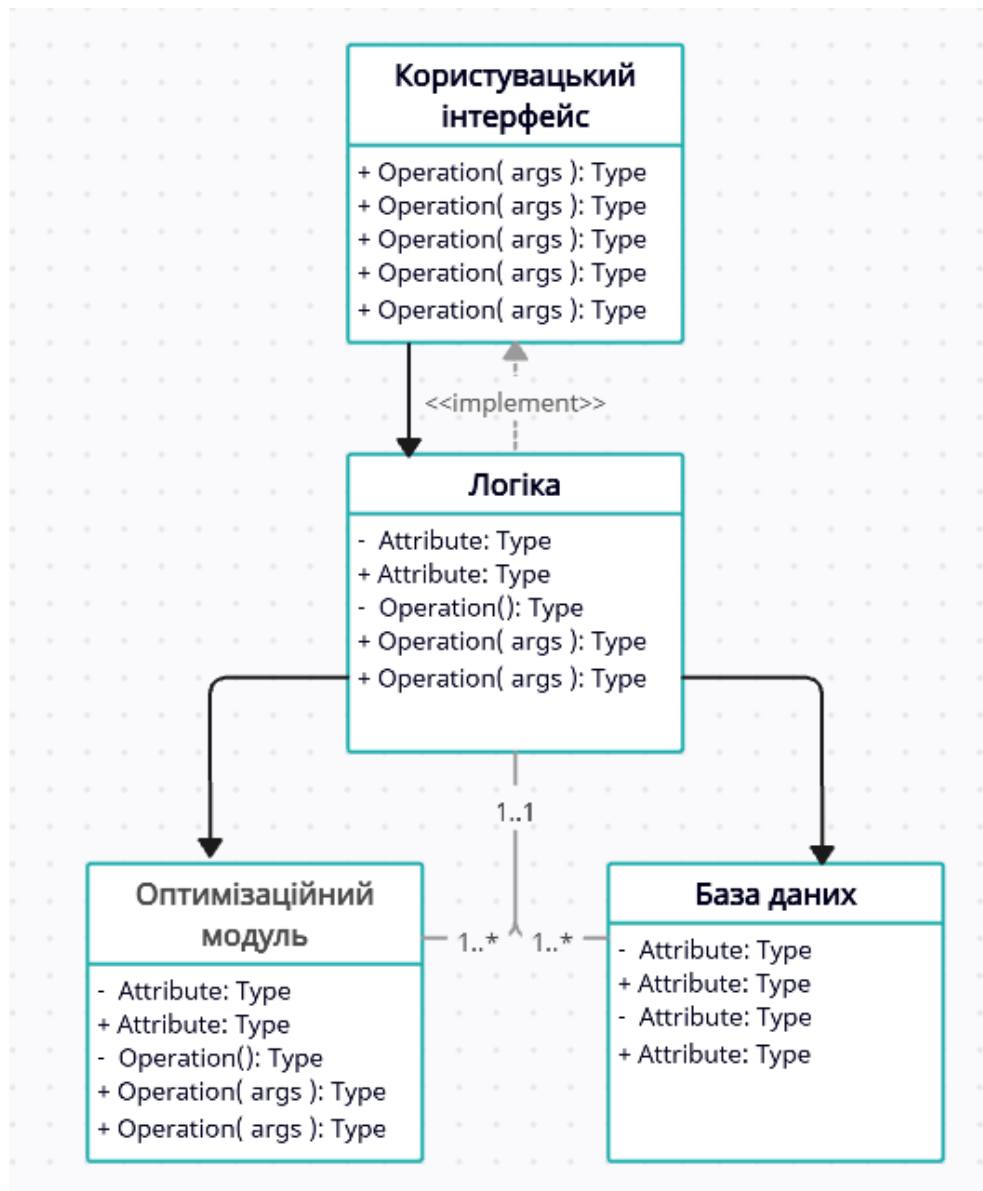 Користувацький
інтерфейс
+ Operation( args ): Type
+ Operation( args ): Type
+ Operation( args ): Type
+ Operation( args ): Type
+ Operation( args ): Type
<<implement>>
Логіка
- Attribute: Type
+ Attribute: Type
- Operation(): Type
+ Operation( args ): Type
+ Operation( args ): Type
1..1
Оптимізаційний
модуль
- Attribute: Type
+ Attribute: Type
- Operation(): Type
+ Operation( args ): Type
+ Operation( args ): Type
1..*
1..*
База даних
- Attribute: Type
+ Attribute: Type
- Attribute: Type
+ Attribute: Type